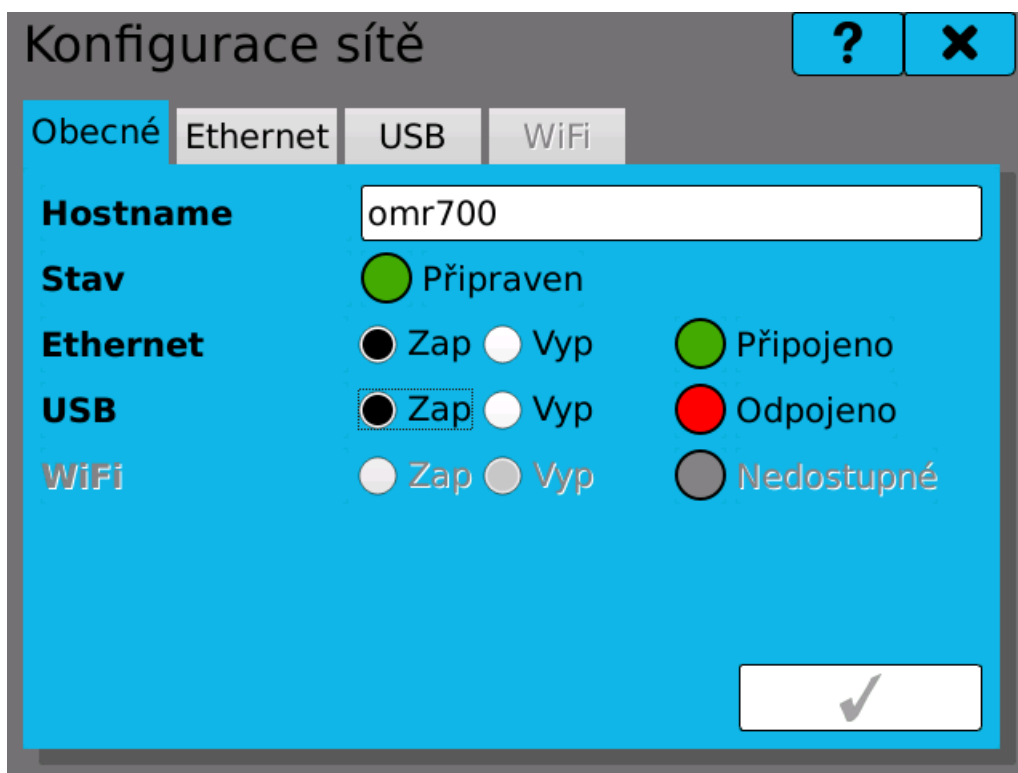 Konfigurace sítě ?
Obecné Ethernet USB WiFi
Hostname omr700
Stav Připraven
Ethernet Zap Vyp Připojeno
USB Zap Vyp Odpojeno
WiFi Zap Vyp Nedostupné